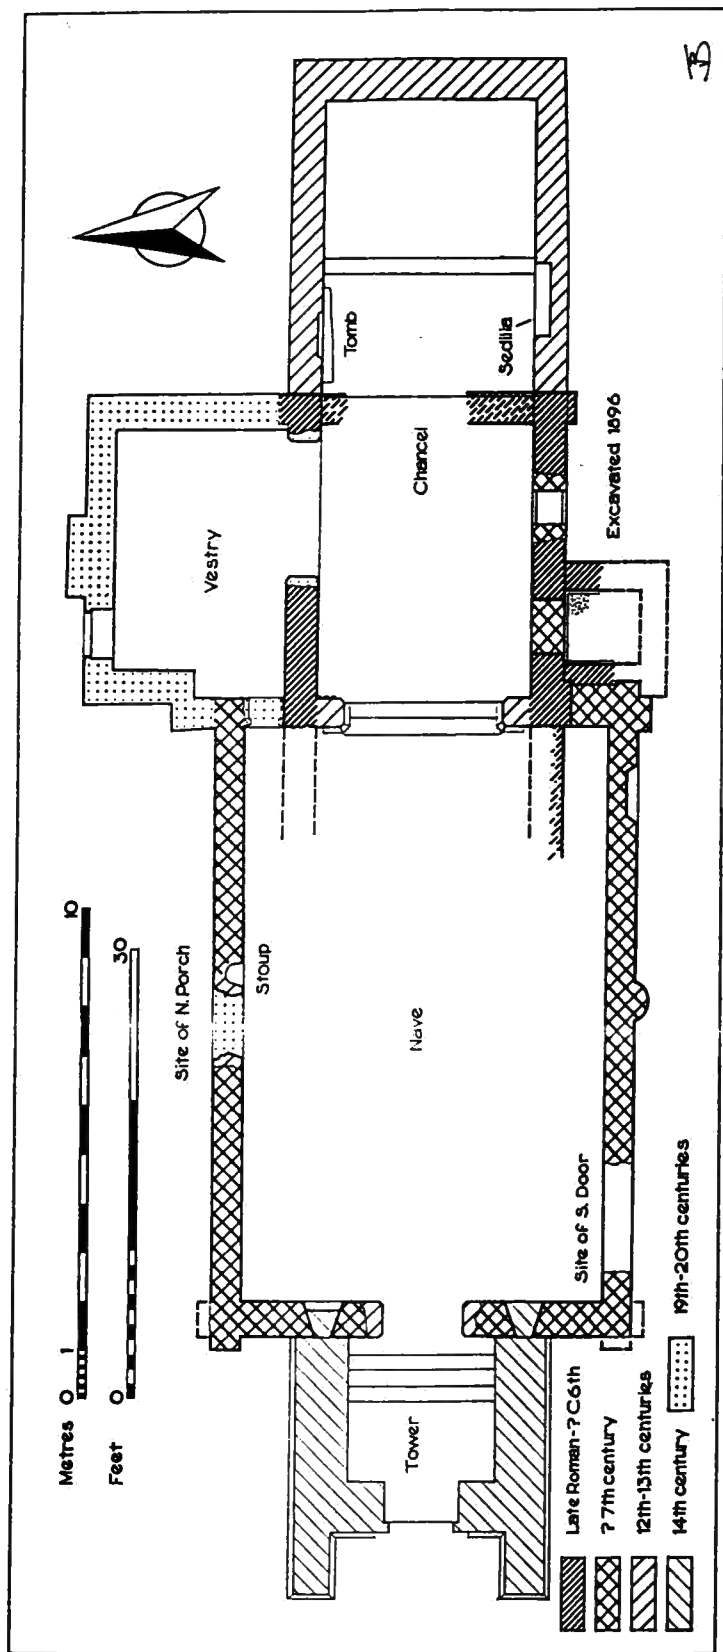 Metres 0 1 10
Feet 0 30
Site of N. Porch
Stoup
Vestry
Tomb
Nave
Chancel
Sedilia
Tower
Site of S. Door
Excavated 1896
Late Roman-?C6th
? 7th century
12th-13th centuries
14th century
19th-20th centuries